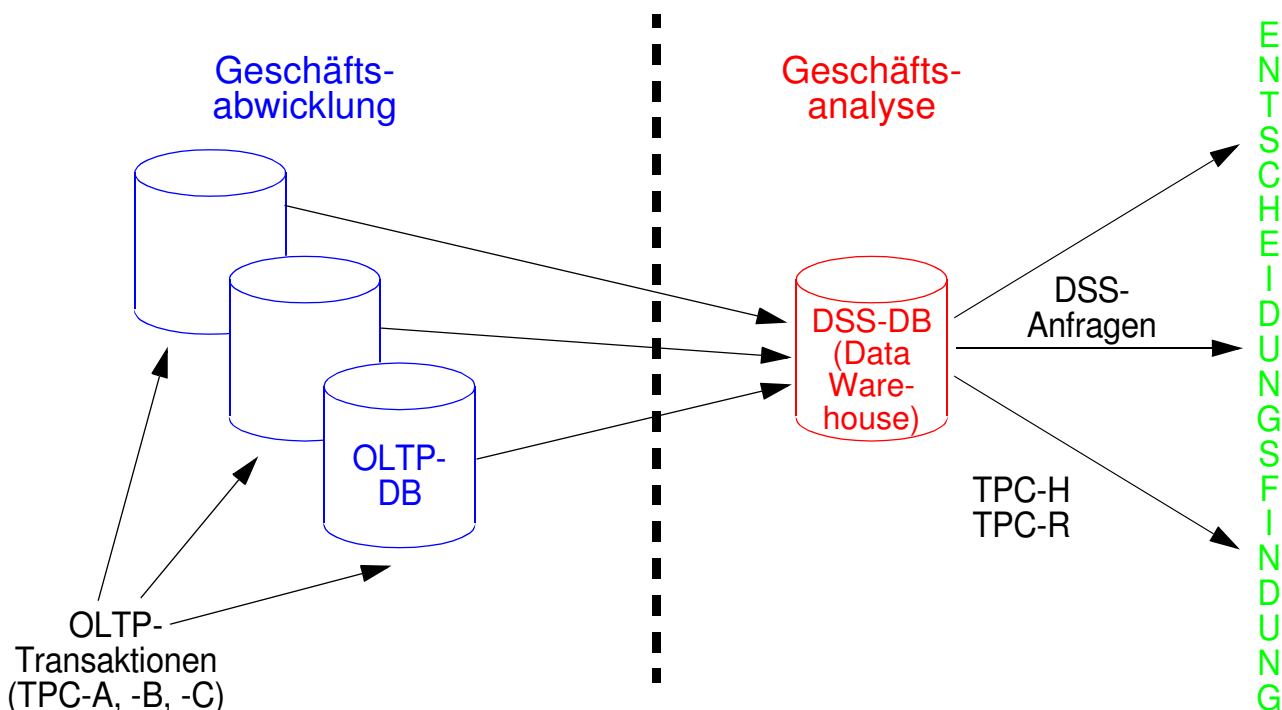 Geschäfts-
abwicklung
OLTP-
DB
OLTP-
Transaktionen
(TPC-A, -B, -C)
Geschäfts-
analyse
DSS-DB
(Data
Ware-
house)
DSS-
Anfragen
TPC-H
TPC-R
E
N
T
S
C
H
E
I
D
U
N
G
S
F
I
N
D
U
N
G